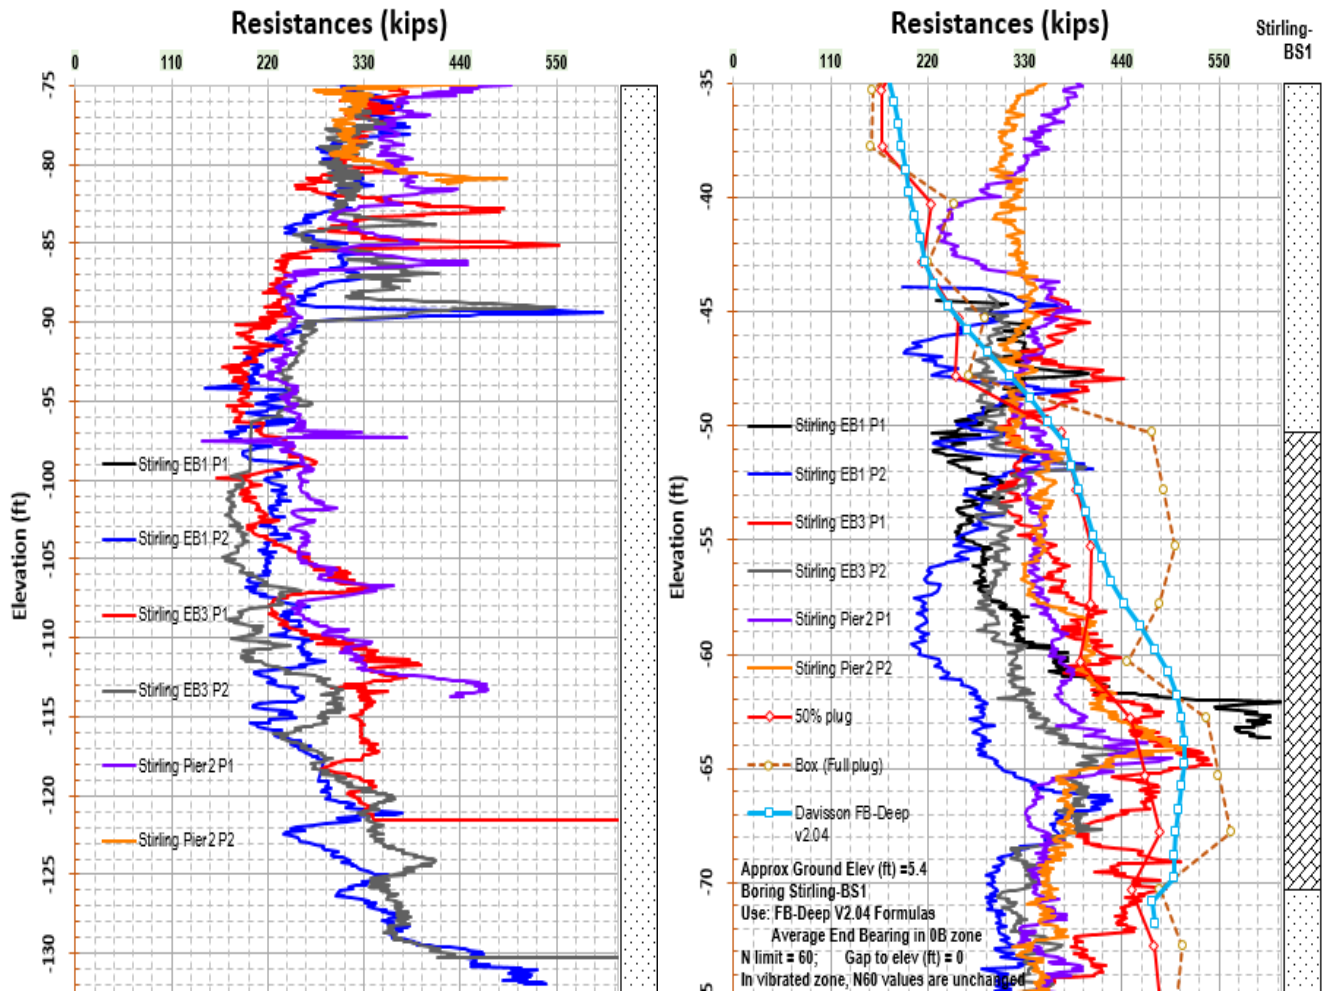 Resistances (kips)
0 110 220 330 440 550
-75
-80
-85
-90
-95
-100
-105
-110
-115
-120
-125
-130
Elevation (ft)
Stirling EB1 P1
Stirling EB1 P2
Stirling EB3 P1
Stirling EB3 P2
Stirling Pier2 P1
Stirling Pier2 P2
Resistances (kips)
Stirling-
BS1
0 110 220 330 440 550
-35
-40
-45
-50
-55
-60
-65
-70
5
Elevation (ft)
Stirling EB1 P1
Stirling EB1 P2
Stirling EB3 P1
Stirling EB3 P2
Stirling Pier2 P1
Stirling Pier2 P2
50% plug
Box (Full plug)
Davisson FB-Deep
v2.04
Approx Ground Elev (ft) =5.4
Boring Stirling-BS1
Use: FB-Deep V2.04 Formulas
Average End Bearing in 0B zone
N limit = 60; Gap to elev (ft) = 0
In vibrated zone, N60 values are unchanged